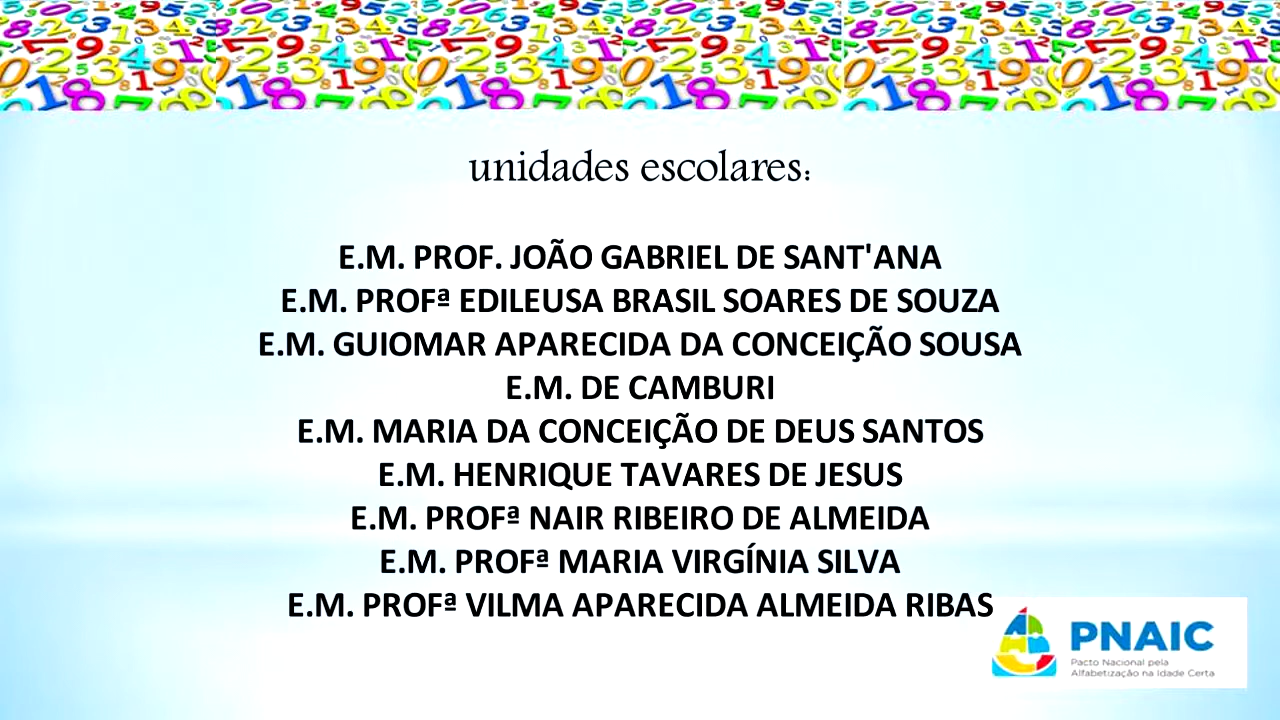 unidades escolares:
E.M. PROF. JOÃO GABRIEL DE SANT'ANA
E.M. PROFª EDILEUSA BRASIL SOARES DE SOUZA
E.M. GUIOMAR APARECIDA DA CONCEIÇÃO SOUSA
E.M. DE CAMBURI
E.M. MARIA DA CONCEIÇÃO DE DEUS SANTOS
E.M. HENRIQUE TAVARES DE JESUS
E.M. PROFª NAIR RIBEIRO DE ALMEIDA
E.M. PROFª MARIA VIRGÍNIA SILVA
E.M. PROFª VILMA APARECIDA ALMEIDA RIBAS
PNAIC
Pacto Nacional pela
Alfabetização na Idade Certa